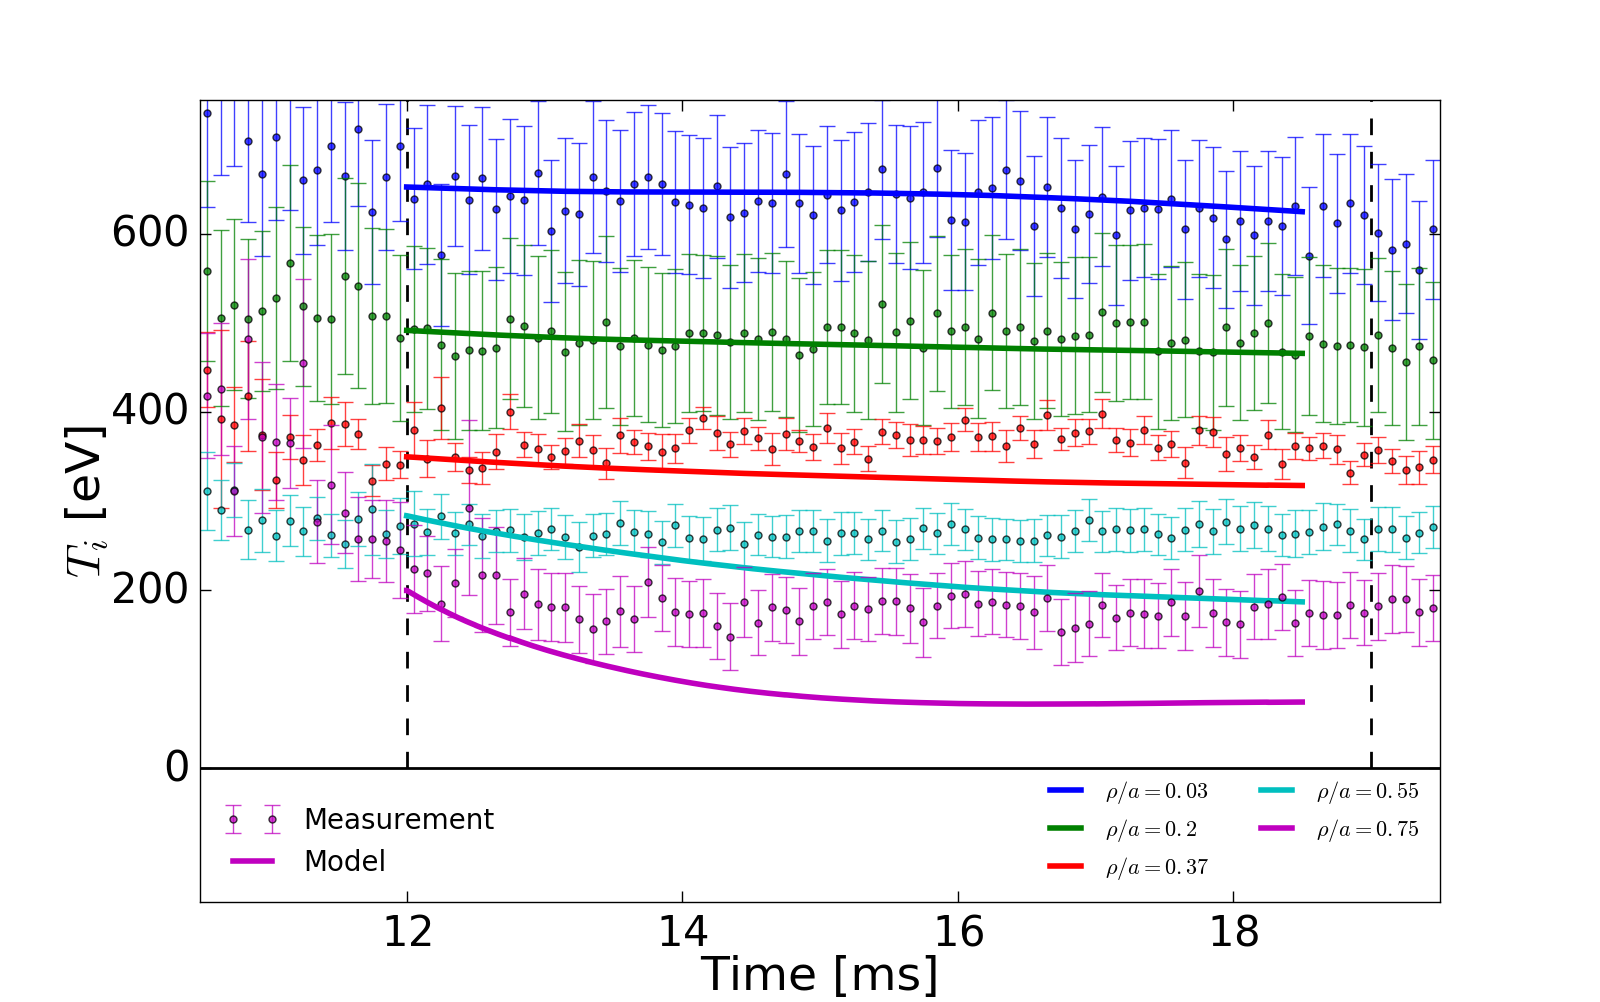 600
400
200
0
T_i [eV]
Measurement
Model
ρ/a = 0.03
ρ/a = 0.2
ρ/a = 0.37
ρ/a = 0.55
ρ/a = 0.75
12 14 16 18
Time [ms]